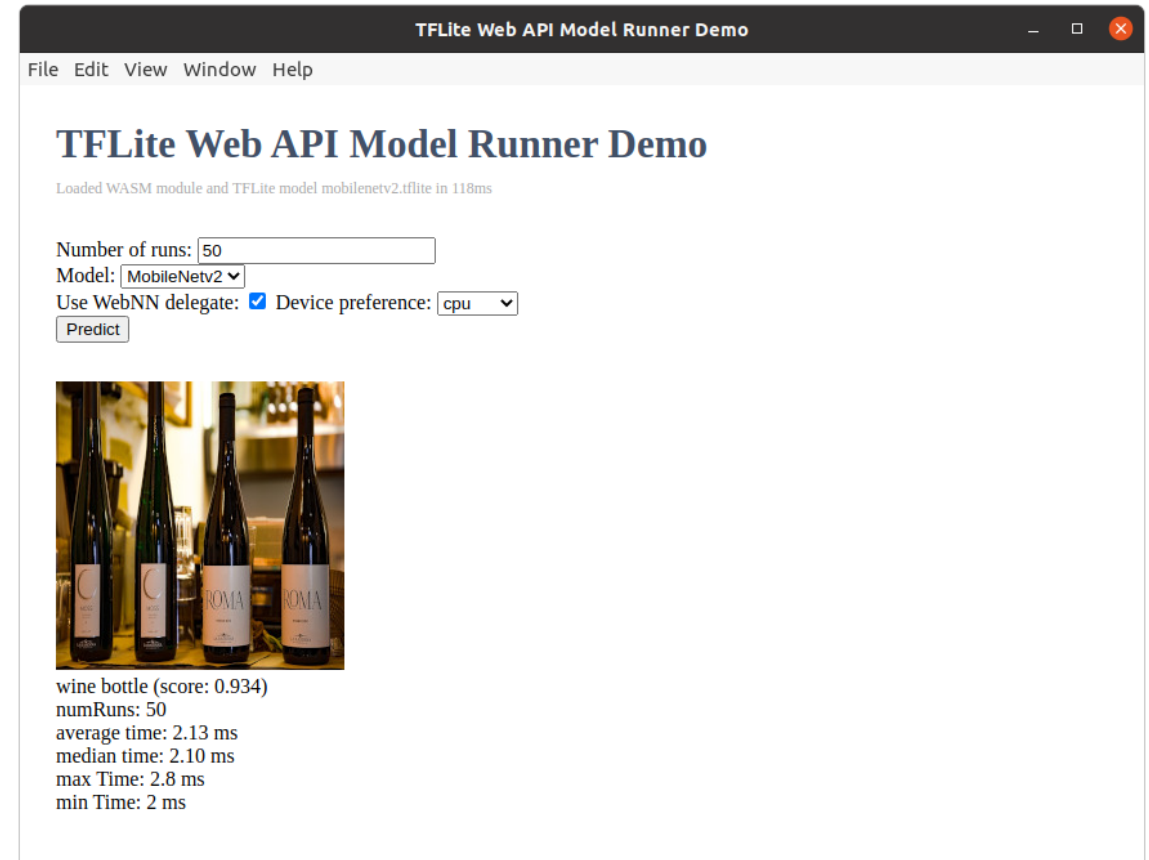 TFLite Web API Model Runner Demo
File Edit View Window Help
TFLite Web API Model Runner Demo
Loaded WASM module and TFLite model mobilenetv2.tflite in 118ms
Number of runs: 50
Model: MobileNetv2
Use WebNN delegate: Device preference: cpu
Predict
C C ROMA ROMA
wine bottle (score: 0.934)
numRuns: 50
average time: 2.13 ms
median time: 2.10 ms
max Time: 2.8 ms
min Time: 2 ms